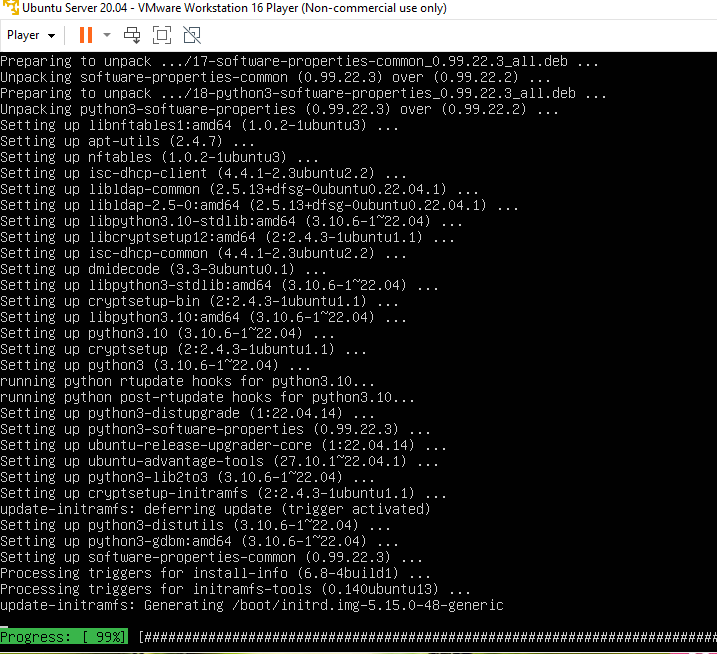 Ubuntu Server 20.04 - VMware Workstation 16 Player (Non-commercial use only)
Player
Preparing to unpack .../17-software-properties-common_0.99.22.3_all.deb ...
Unpacking software-properties-common (0.99.22.3) over (0.99.22.2) ...
Preparing to unpack .../18-python3-software-properties_0.99.22.3_all.deb ...
Unpacking python3-software-properties (0.99.22.3) over (0.99.22.2) ...
Setting up libnftables1:amd64 (1.0.2-1ubuntu3) ...
Setting up apt-utils (2.4.7) ...
Setting up nftables (1.0.2-1ubuntu3) ...
Setting up isc-dhcp-client (4.4.1-2.3ubuntu2.2) ...
Setting up libldap-common (2.5.13+dfsg-0ubuntu0.22.04.1) ...
Setting up libldap-2.5-0:amd64 (2.5.13+dfsg-0ubuntu0.22.04.1) ...
Setting up libpython3.10-stdlib:amd64 (3.10.6-1~22.04) ...
Setting up libcryptsetup12:amd64 (2:2.4.3-1ubuntu1.1) ...
Setting up isc-dhcp-common (4.4.1-2.3ubuntu2.2) ...
Setting up dmidecode (3.3-3ubuntu0.1) ...
Setting up libpython3-stdlib:amd64 (3.10.6-1~22.04) ...
Setting up cryptsetup-bin (2:2.4.3-1ubuntu1.1) ...
Setting up libpython3.10:amd64 (3.10.6-1~22.04) ...
Setting up python3.10 (3.10.6-1~22.04) ...
Setting up cryptsetup (2:2.4.3-1ubuntu1.1) ...
Setting up python3 (3.10.6-1~22.04) ...
running python rtupdate hooks for python3.10...
running python post-rtupdate hooks for python3.10...
Setting up python3-distupgrade (1:22.04.14) ...
Setting up python3-software-properties (0.99.22.3) ...
Setting up ubuntu-release-upgrader-core (1:22.04.14) ...
Setting up ubuntu-advantage-tools (27.10.1~22.04.1) ...
Setting up python3-lib2to3 (3.10.6-1~22.04) ...
Setting up cryptsetup-initramfs (2:2.4.3-1ubuntu1.1) ...
update-initramfs: deferring update (trigger activated)
Setting up python3-distutils (3.10.6-1~22.04) ...
Setting up python3-gdbm:amd64 (3.10.6-1~22.04) ...
Setting up software-properties-common (0.99.22.3) ...
Processing triggers for install-info (6.8-4build1) ...
Processing triggers for initramfs-tools (0.140ubuntu13) ...
update-initramfs: Generating /boot/initrd.img-5.15.0-48-generic
Progress: [ 99%] [########################################################################